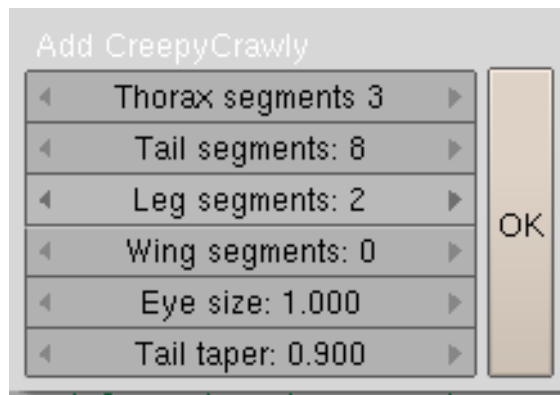 Add CreepyCrawly
Thorax segments 3
Tail segments: 8
Leg segments: 2
Wing segments: 0
Eye size: 1.000
Tail taper: 0.900
OK